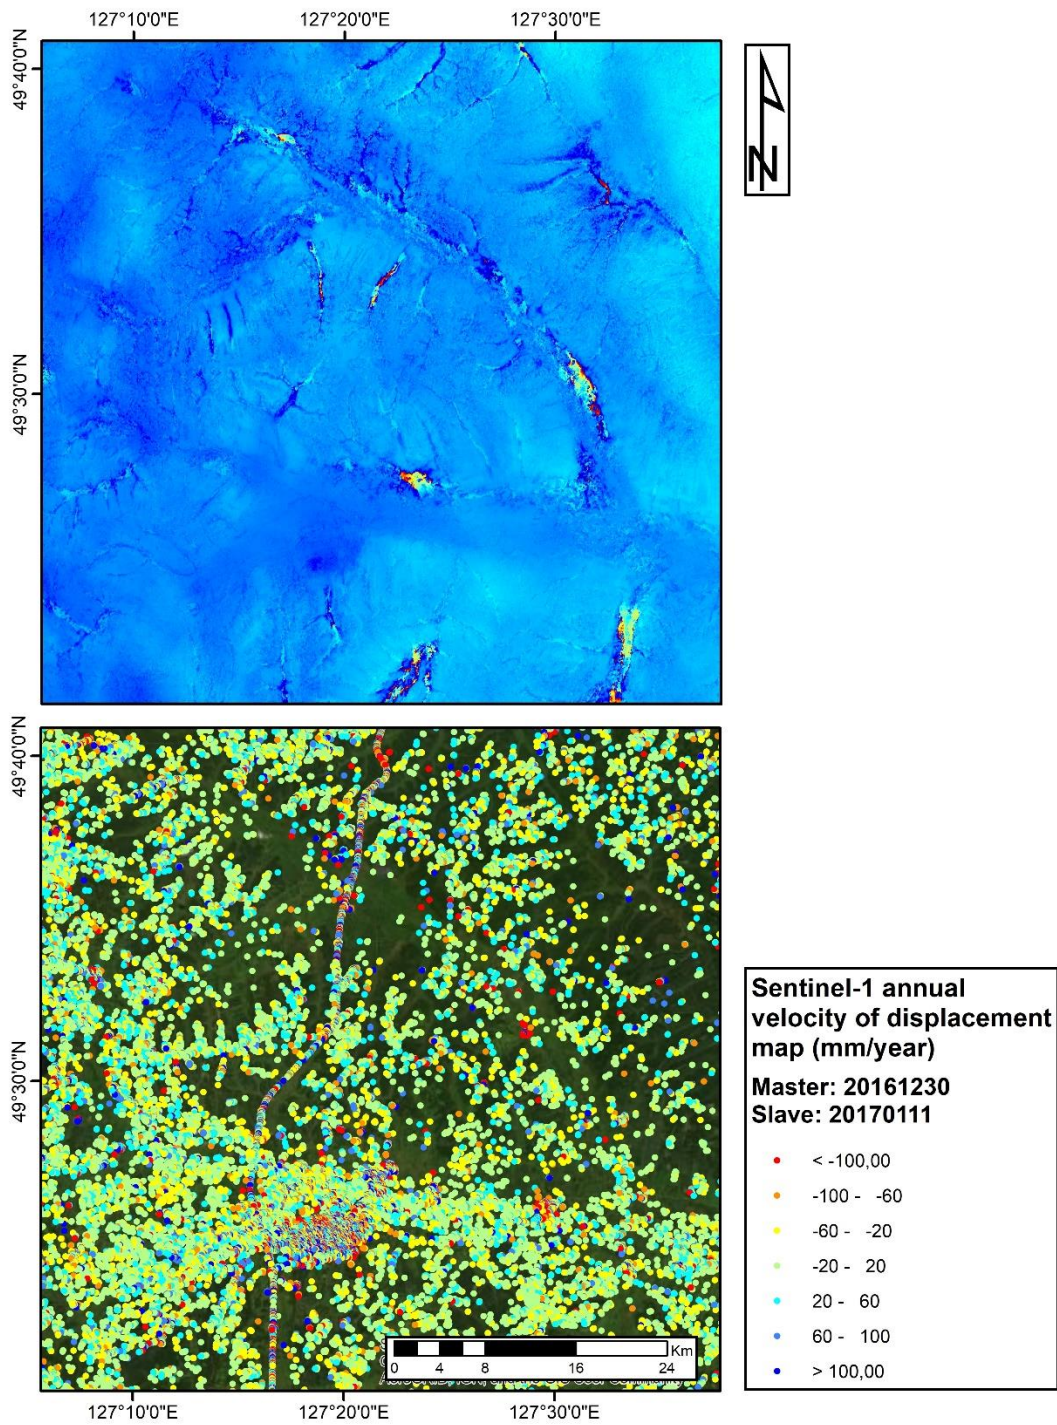 127°10'0"E 127°20'0"E 127°30'0"E
49°40'0"N
49°30'0"N
N
49°40'0"N
49°30'0"N
Sentinel-1 annual
velocity of displacement
map (mm/year)
Master: 20161230
Slave: 20170111
< -100,00
-100 - -60
-60 - -20
-20 - 20
20 - 60
60 - 100
> 100,00
Km
0 4 8 16 24
127°10'0"E 127°20'0"E 127°30'0"E